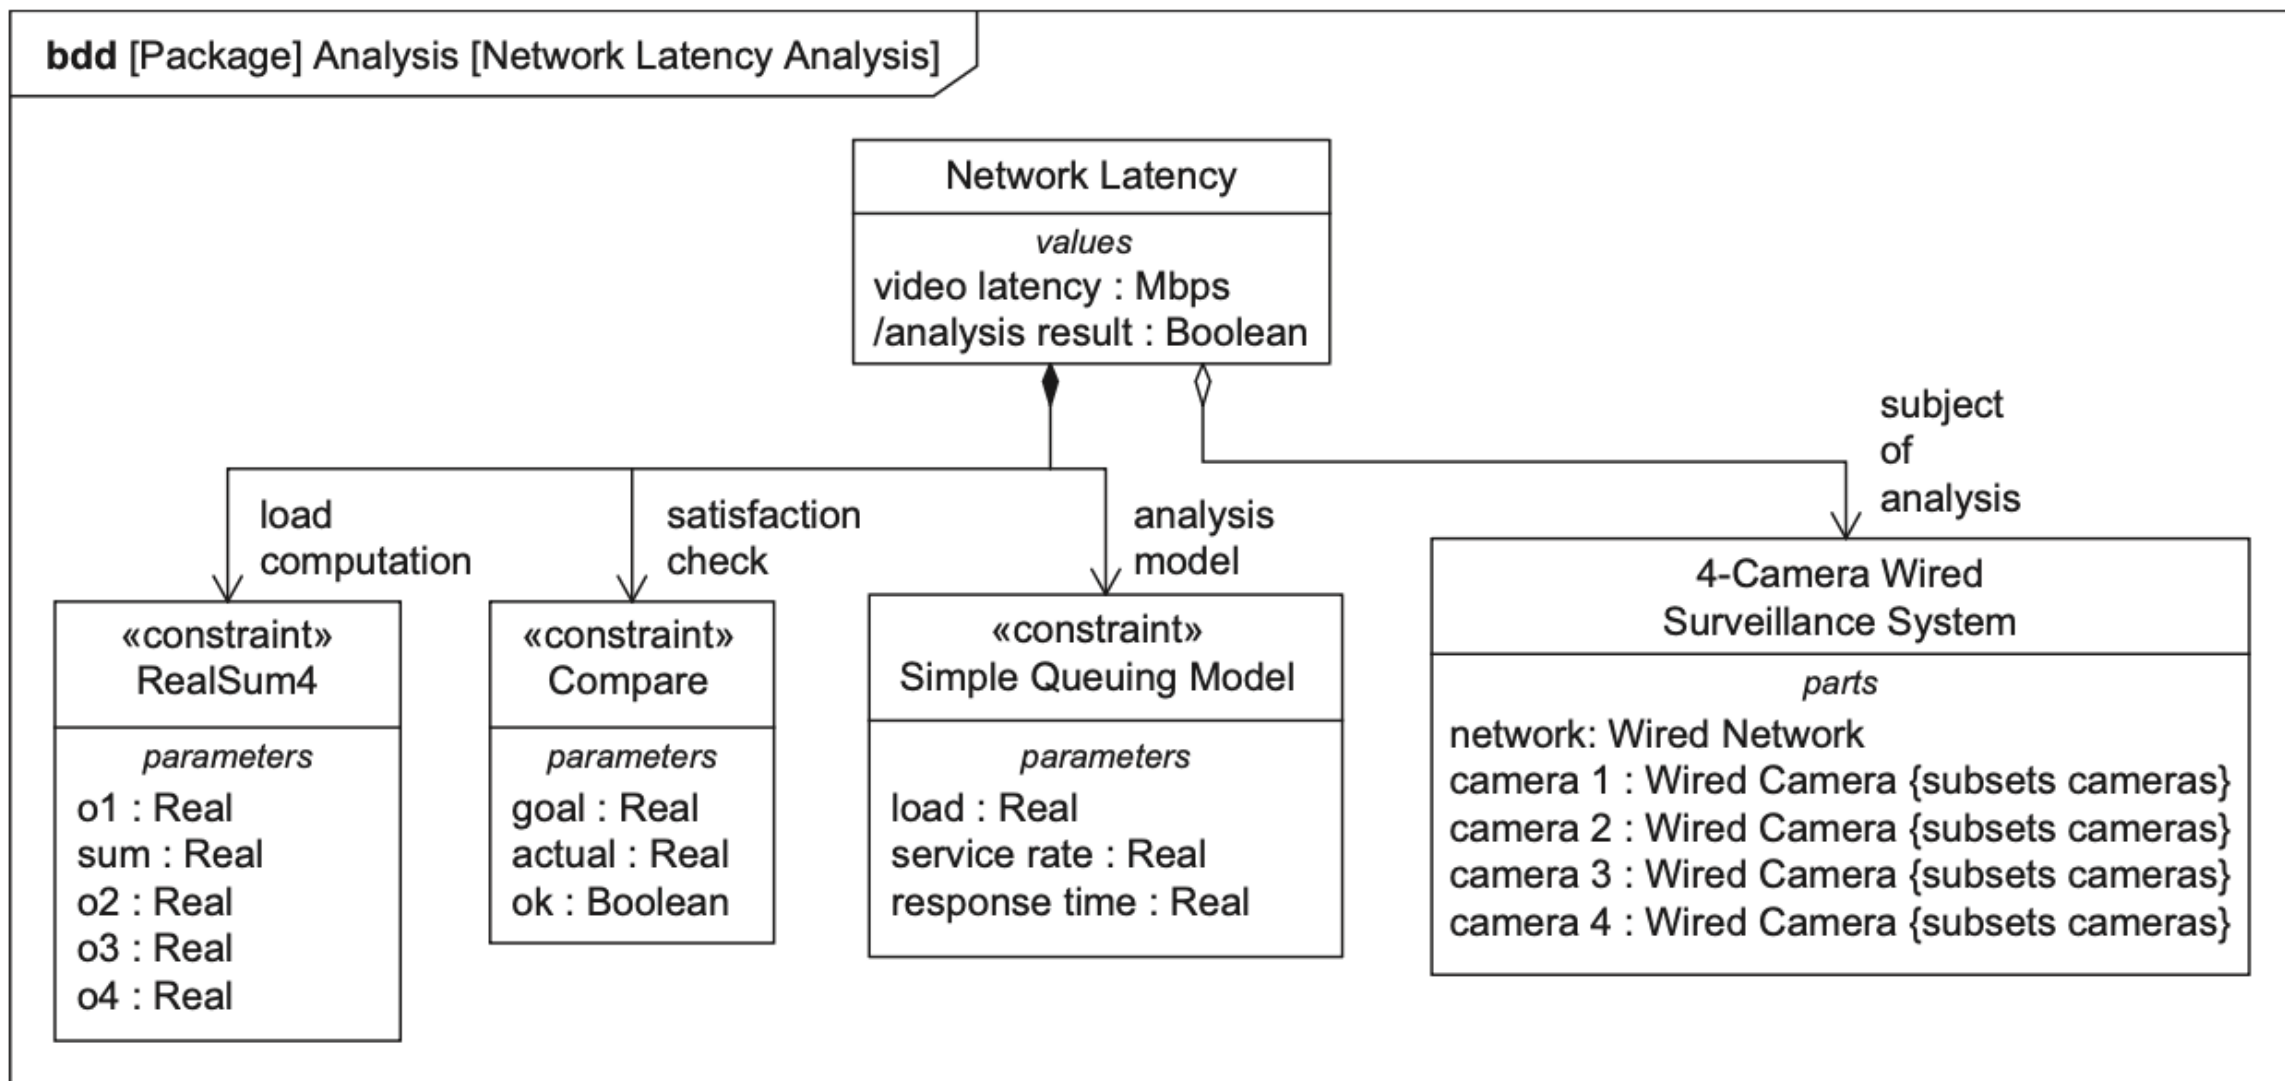 bdd [Package] Analysis [Network Latency Analysis]
Network Latency
values
video latency : Mbps
/analysis result : Boolean
load
computation
satisfaction
check
analysis
model
subject
of
analysis
«constraint»
RealSum4
parameters
o1 : Real
sum : Real
o2 : Real
o3 : Real
o4 : Real
«constraint»
Compare
parameters
goal : Real
actual : Real
ok : Boolean
«constraint»
Simple Queuing Model
parameters
load : Real
service rate : Real
response time : Real
4-Camera Wired
Surveillance System
parts
network: Wired Network
camera 1 : Wired Camera {subsets cameras}
camera 2 : Wired Camera {subsets cameras}
camera 3 : Wired Camera {subsets cameras}
camera 4 : Wired Camera {subsets cameras}